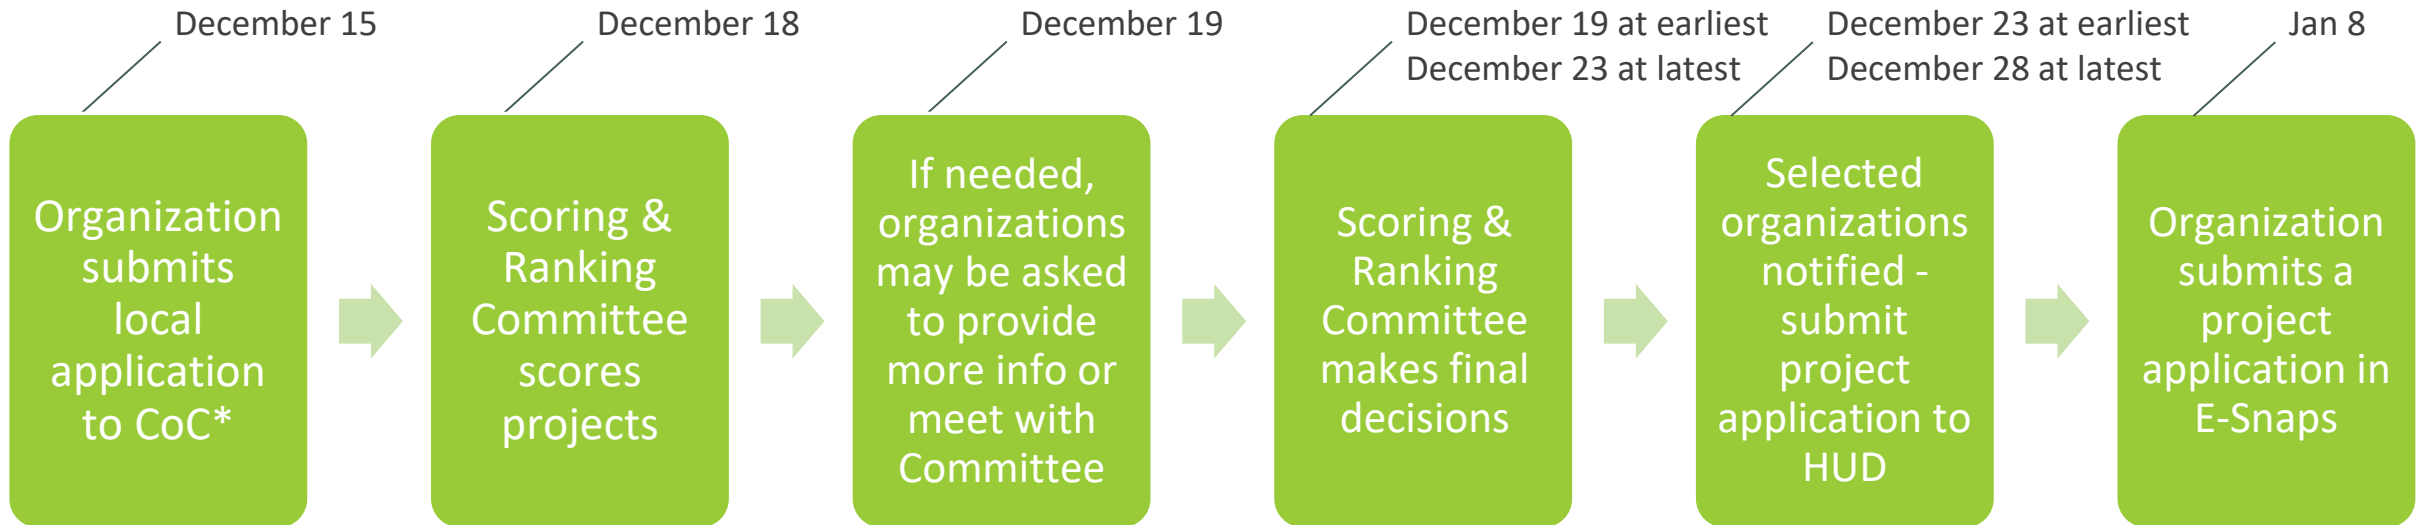 December 15
Organization
submits
local
application
to CoC*
December 18
Scoring &
Ranking
Committee
scores
projects
December 19
If needed,
organizations
may be asked
to provide
more info or
meet with
Committee
December 19 at earliest
December 23 at latest
Scoring &
Ranking
Committee
makes final
decisions
December 23 at earliest
December 28 at latest
Selected
organizations
notified -
submit
project
application to
HUD
Jan 8
Organization
submits a
project
application in
E-Snaps